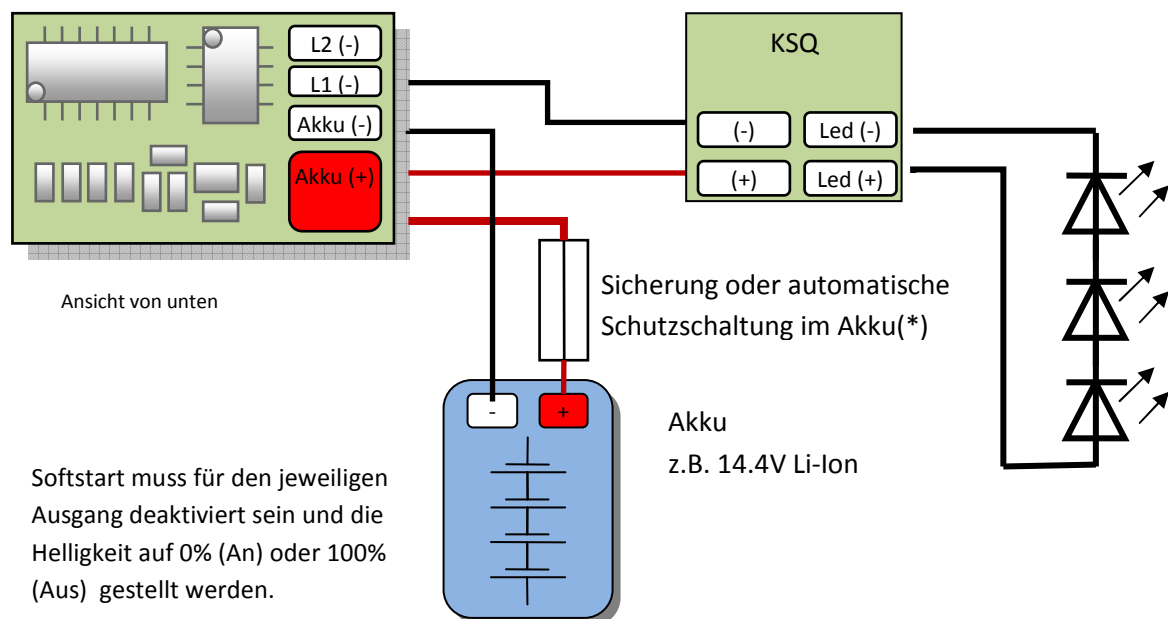 L2 (-)
L1 (-)
Akku (-)
Akku (+)
KSQ
(-)
Led (-)
(+)
Led (+)
Ansicht von unten
Sicherung oder automatische
Schutzschaltung im Akku(*)
-
+
Akku
z.B. 14.4V Li-Ion
Softstart muss für den jeweiligen
Ausgang deaktiviert sein und die
Helligkeit auf 0% (An) oder 100%
(Aus) gestellt werden.